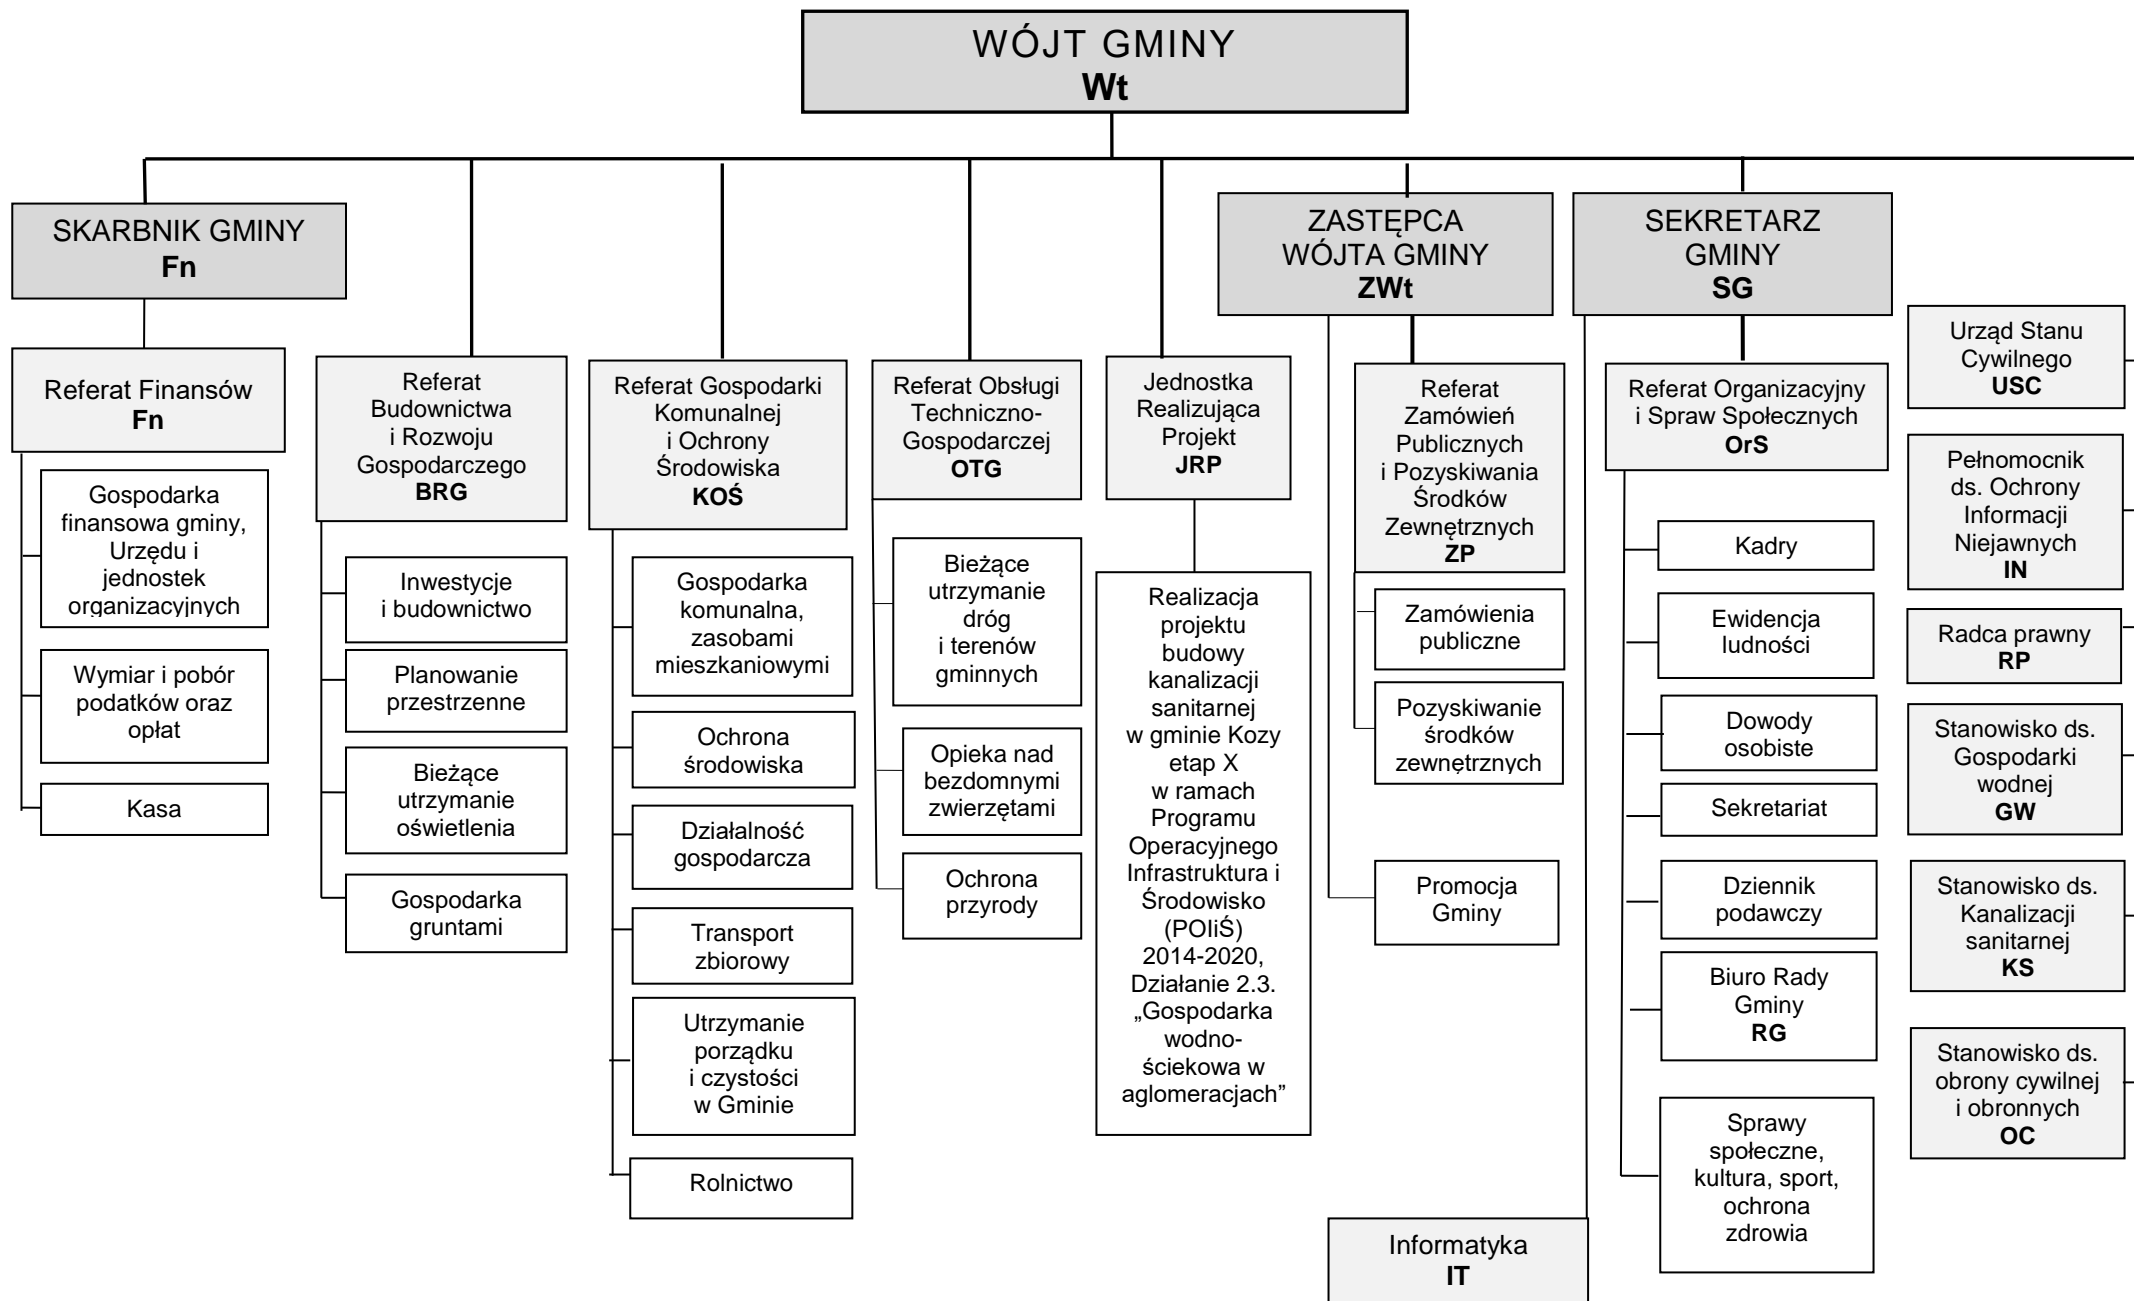 WÓJT GMINY
Wt
SKARBNIK GMINY
Fn
Referat Finansów
Fn
Gospodarka
finansowa gminy,
Urzędu i
jednostek
organizacyjnych
Wymiar i pobór
podatków oraz
opłat
Kasa
Referat
Budownictwa
i Rozwoju
Gospodarczego
BRG
Inwestycje
i budownictwo
Planowanie
przestrzenne
Bieżące
utrzymanie
oświetlenia
Gospodarka
gruntami
Referat Gospodarki
Komunalnej
i Ochrony
Środowiska
KOŚ
Gospodarka
komunalna,
zasobami
mieszkaniowymi
Ochrona
środowiska
Działalność
gospodarcza
Transport
zbiorowy
Utrzymanie
porządku
i czystości
w Gminie
Rolnictwo
Referat Obsługi
Techniczno-
Gospodarczej
OTG
Bieżące
utrzymanie
dróg
i terenów
gminnych
Opieka nad
bezdomnymi
zwierzętami
Ochrona
przyrody
Jednostka
Realizująca
Projekt
JRP
Realizacja
projektu
budowy
kanalizacji
sanitarnej
w gminie Kozy
etap X
w ramach
Programu
Operacyjnego
Infrastruktura i
Środowisko
(POIiŚ)
2014-2020,
Działanie 2.3.
„Gospodarka
wodno-
ściekowa w
aglomeracjach”
ZASTĘPCA
WÓJTA GMINY
ZWt
Referat
Zamówień
Publicznych
i Pozyskiwania
Środków
Zewnętrznych
ZP
Zamówienia
publiczne
Pozyskiwanie
środków
zewnętrznych
Promocja
Gminy
SEKRETARZ
GMINY
SG
Referat Organizacyjny
i Spraw Społecznych
OrS
Kadry
Ewidencja
ludności
Dowody
osobiste
Sekretariat
Dziennik
podawczy
Biuro Rady
Gminy
RG
Sprawy
społeczne,
kultura, sport,
ochrona
zdrowia
Informatyka
IT
Urząd Stanu
Cywilnego
USC
Pełnomocnik
ds. Ochrony
Informacji
Niejawnych
IN
Radca prawny
RP
Stanowisko ds.
Gospodarki
wodnej
GW
Stanowisko ds.
Kanalizacji
sanitarnej
KS
Stanowisko ds.
obrony cywilnej
i obronnych
OC